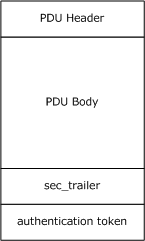 PDU Header
PDU Body
sec_trailer
authentication token